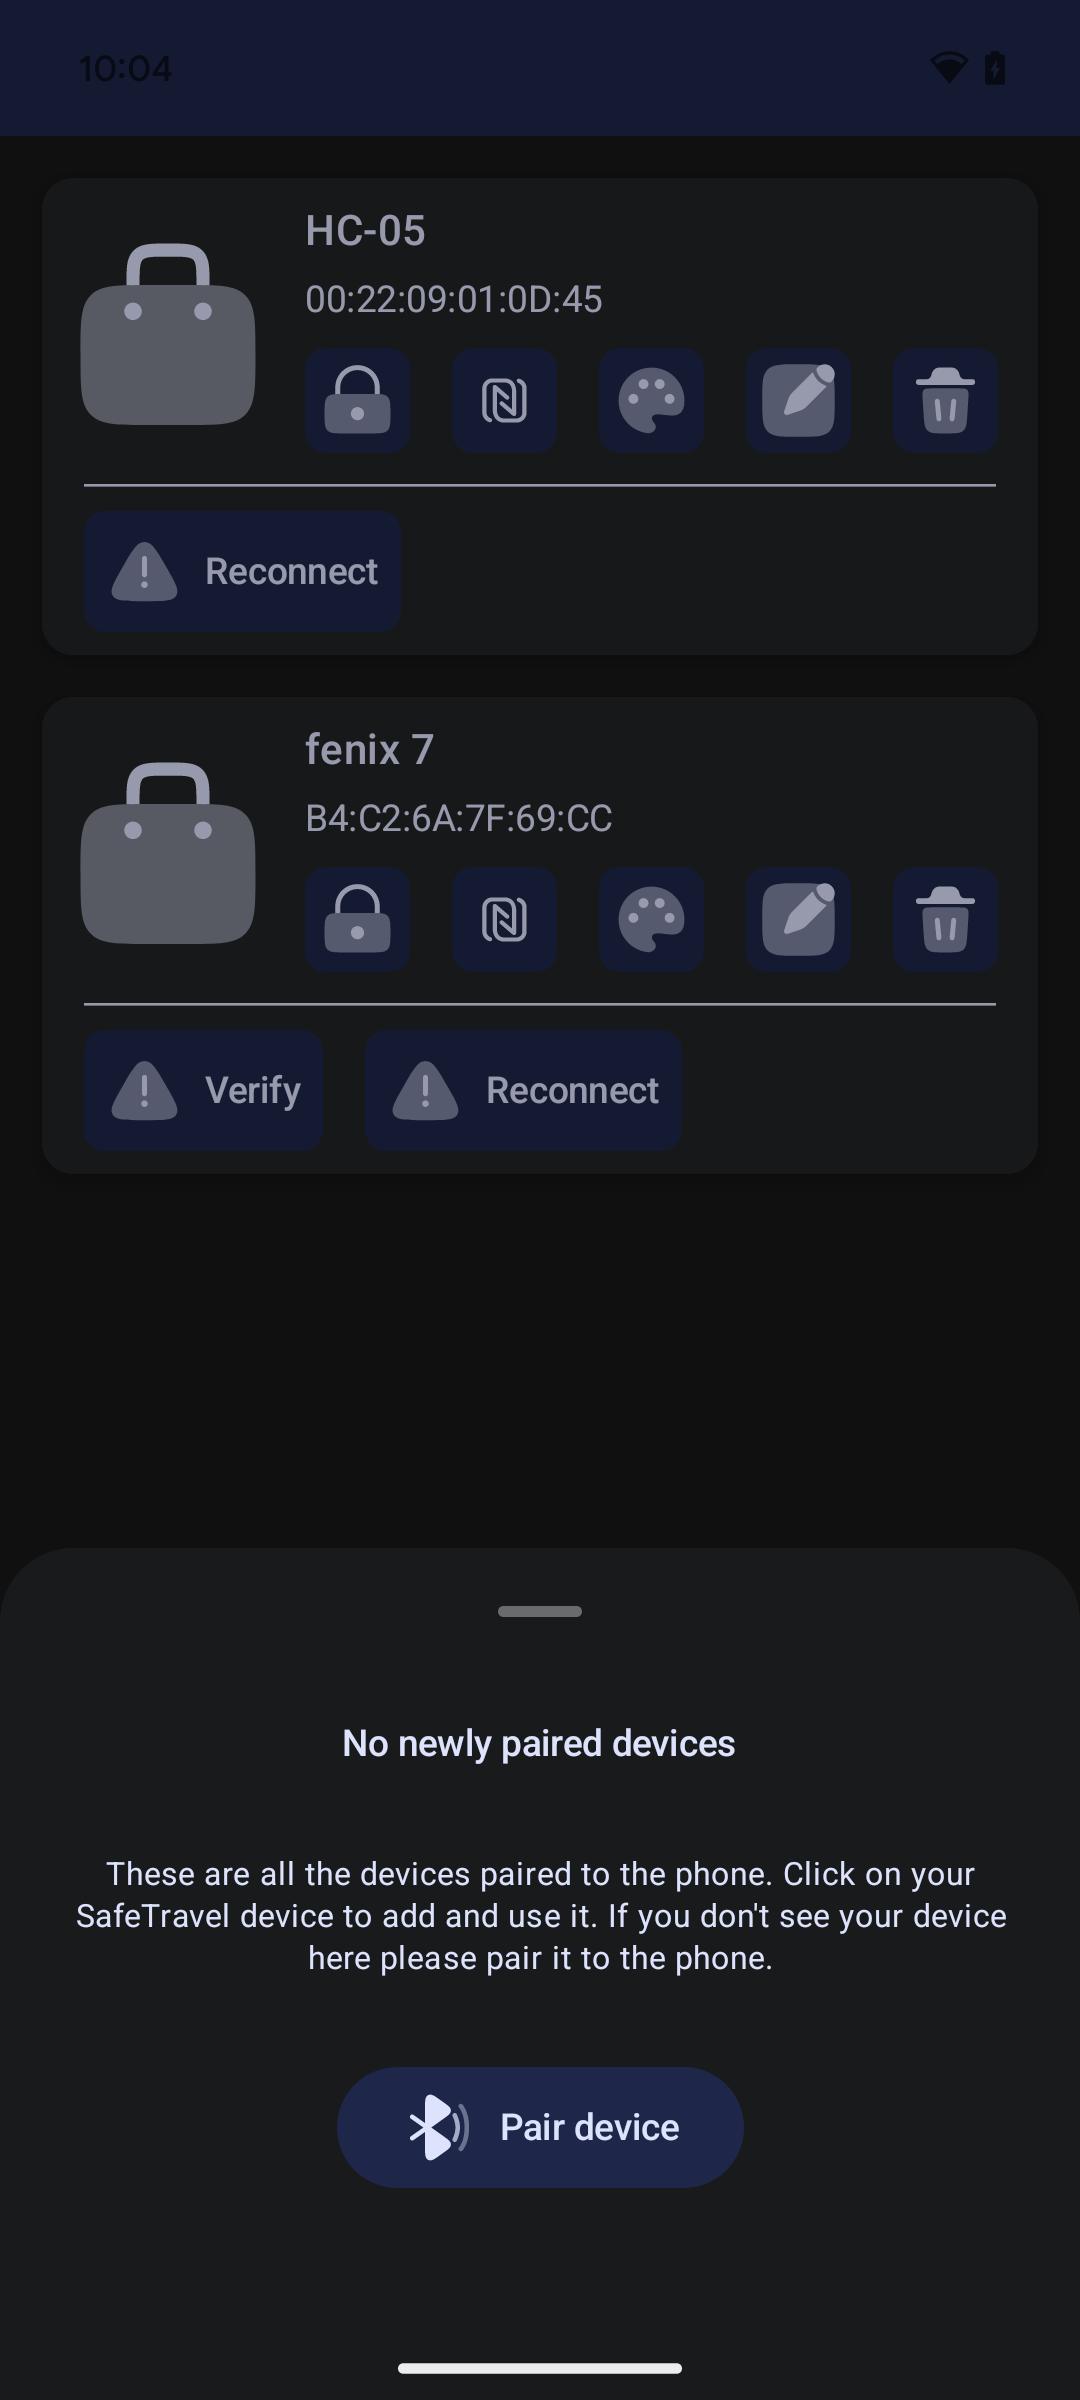 10:04
HC-05
00:22:09:01:0D:45
Reconnect
fenix 7
B4:C2:6A:7F:69:CC
Verify
Reconnect
No newly paired devices
These are all the devices paired to the phone. Click on your
SafeTravel device to add and use it. If you don't see your device
here please pair it to the phone.
Pair device